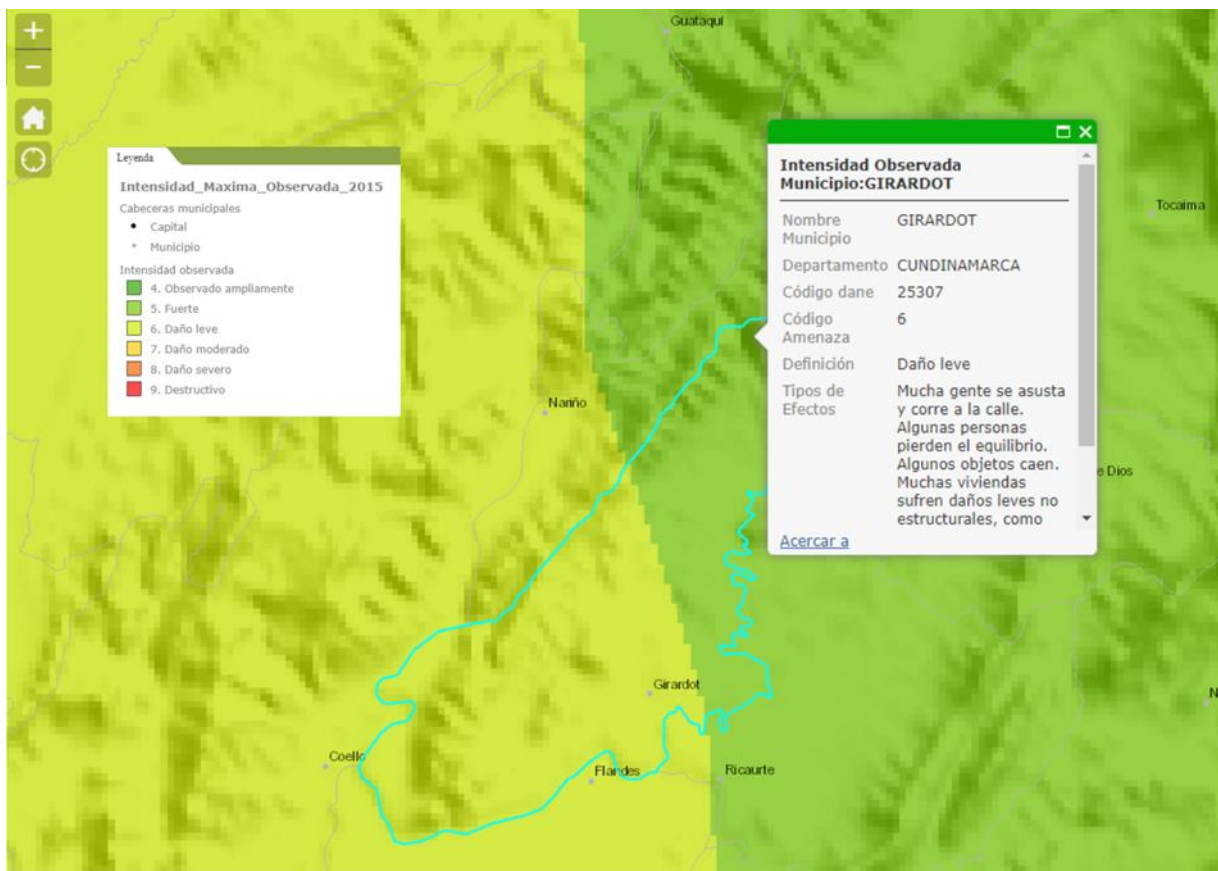 Guataquí
Leyenda
Intensidad_Maxima_Observada_2015
Cabeceras municipales
Capital
Municipio
Intensidad observada
4. Observado ampliamente
5. Fuerte
6. Daño leve
7. Daño moderado
8. Daño severo
9. Destructivo
Intensidad Observada
Municipio:GIRARDOT
Nombre Municipio GIRARDOT
Departamento CUNDINAMARCA
Código dane 25307
Código Amenaza 6
Definición Daño leve
Tipos de Efectos
Mucha gente se asusta
y corre a la calle.
Algunas personas
pierden el equilibrio.
Algunos objetos caen.
Muchas viviendas
sufren daños leves no
estructurales, como
Acercar a
Tocaima
Nariño
e Dios
Girardot
N
Coello
Flandes
Ricaurte